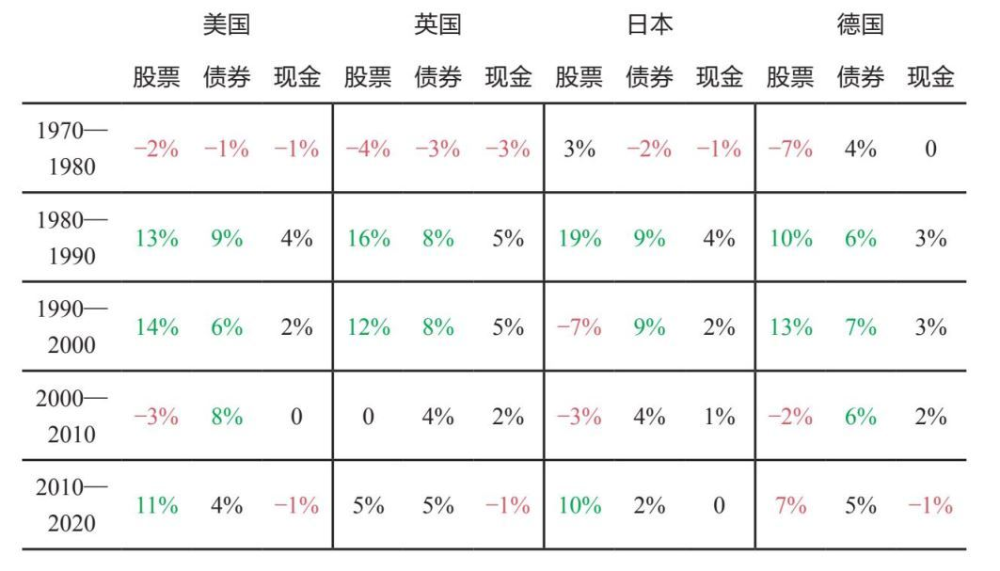 美国 英国 日本 德国
股票 债券 现金 股票 债券 现金 股票 债券 现金 股票 债券 现金
1970—
1980 −2% −1% −1% −4% −3% −3% 3% −2% −1% −7% 4% 0
1980—
1990 13% 9% 4% 16% 8% 5% 19% 9% 4% 10% 6% 3%
1990—
2000 14% 6% 2% 12% 8% 5% −7% 9% 2% 13% 7% 3%
2000—
2010 −3% 8% 0 0 4% 2% −3% 4% 1% −2% 6% 2%
2010—
2020 11% 4% −1% 5% 5% −1% 10% 2% 0 7% 5% −1%